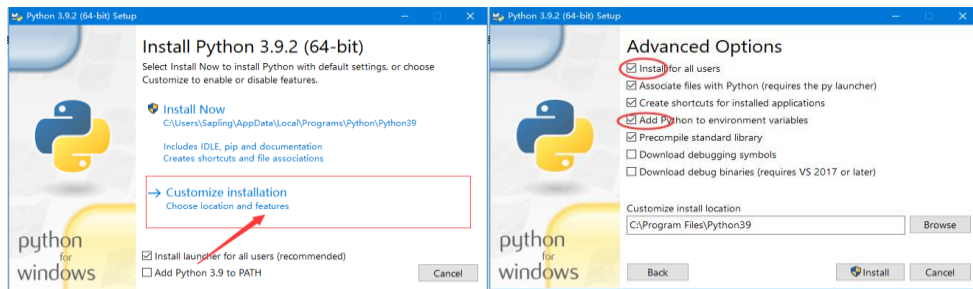 Python 3.9.2 (64-bit) Setup
Install Python 3.9.2 (64-bit)
Select Install Now to install Python with default settings, or choose
Customize to enable or disable features.
Install Now
C:\Users\Sapling\AppData\Local\Programs\Python\Python39
Includes IDLE, pip and documentation
Creates shortcuts and file associations
→ Customize installation
Choose location and features
Install launcher for all users (recommended)
Add Python 3.9 to PATH
Cancel
python
for
windows
Python 3.9.2 (64-bit) Setup
Advanced Options
Install for all users
Associate files with Python (requires the py launcher)
Create shortcuts for installed applications
Add Python to environment variables
Precompile standard library
Download debugging symbols
Download debug binaries (requires VS 2017 or later)
Customize install location
C:\Program Files\Python39
Browse
Back
Install
Cancel
python
for
windows